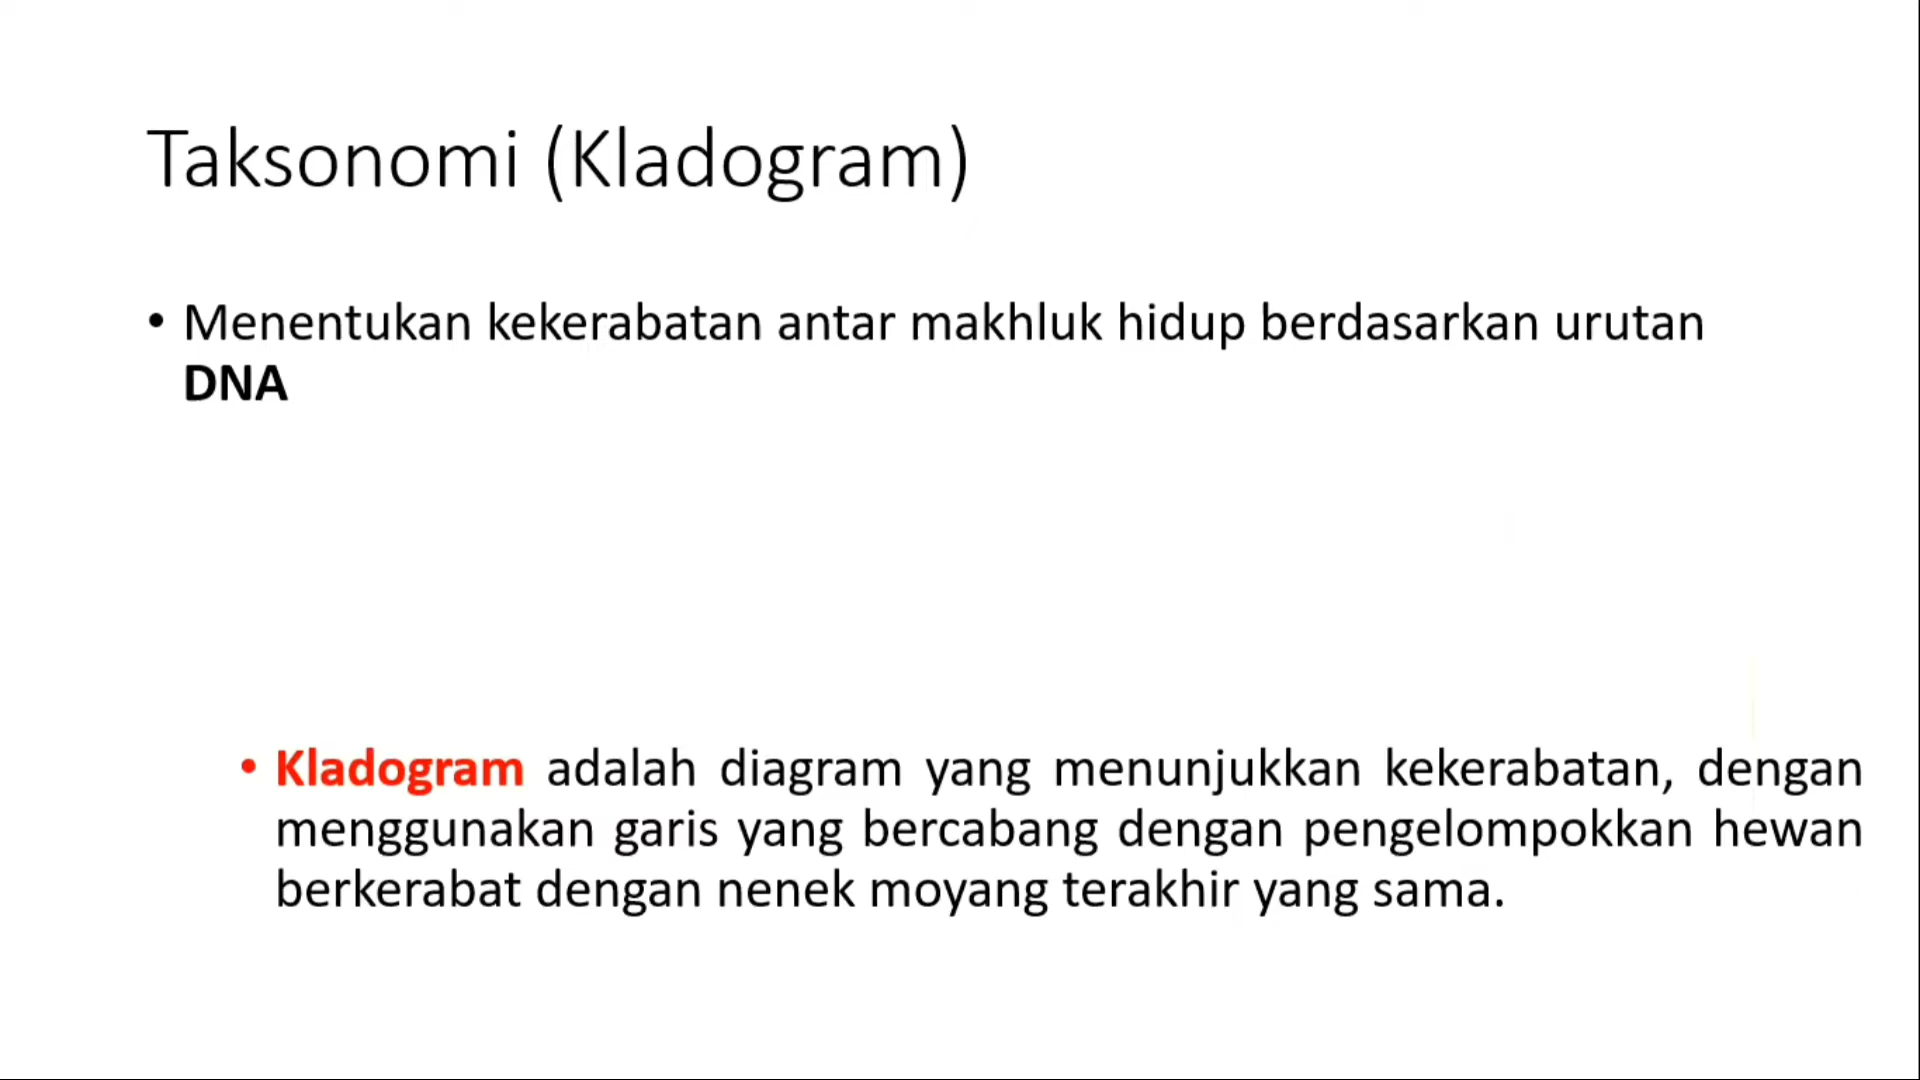 Taksonomi (Kladogram)
• Menentukan kekerabatan antar makhluk hidup berdasarkan urutan
DNA
• Kladogram adalah diagram yang menunjukkan kekerabatan, dengan
menggunakan garis yang bercabang dengan pengelompokkan hewan
berkerabat dengan nenek moyang terakhir yang sama.